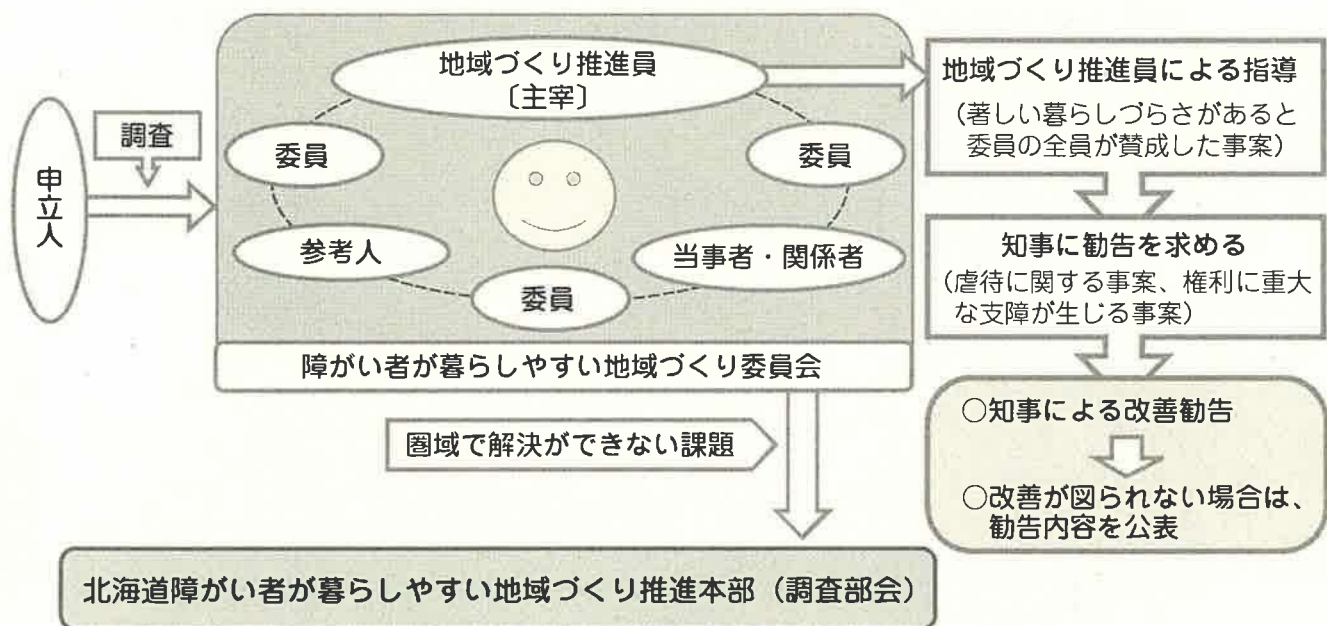 申立人
調査
地域づくり推進員
〔主宰〕
委員
委員
参考人
当事者・関係者
委員
障がい者が暮らしやすい地域づくり委員会
圏域で解決ができない課題
北海道障がい者が暮らしやすい地域づくり推進本部（調査部会）
地域づくり推進員による指導
（著しい暮らしづらさがあると
委員の全員が賛成した事案）
知事に勧告を求める
（虐待に関する事案、権利に重大
な支障が生じる事案）
○知事による改善勧告
○改善が図られない場合は、
勧告内容を公表